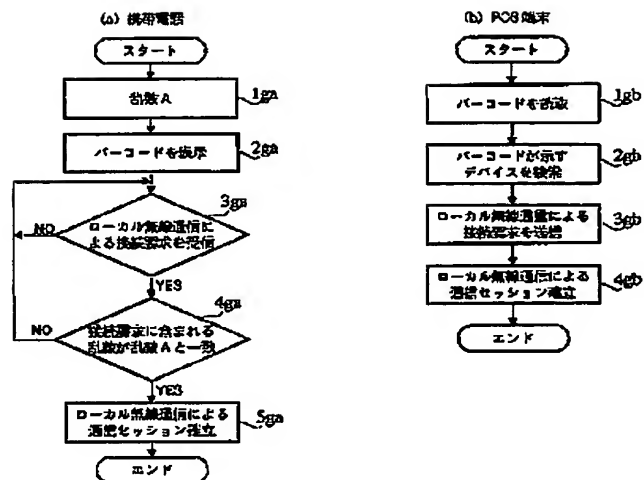 (a) 携帯電話
スタート
乱数A
1ga
バーコードを表示
2ga
ローカル無線通信に
よる接続要求を受信
3ga
NO
YES
接続要求に含まれる
乱数が乱数Aと一致
4ga
NO
YES
ローカル無線通信による
通信セッション確立
5ga
エンド
(b) POS端末
スタート
バーコードを読取
1gb
バーコードが示す
デバイスを検索
2gb
ローカル無線通信による
接続要求を送信
3gb
ローカル無線通信による
通信セッション確立
4gb
エンド